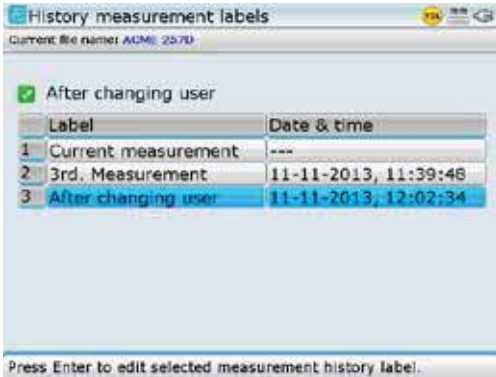 History measurement labels
TOL
Current file name: ACME 2570
After changing user
Label Date & time
1 Current measurement ---
2 3rd. Measurement 11-11-2013, 11:39:48
3 After changing user 11-11-2013, 12:02:34
Press Enter to edit selected measurement history label.